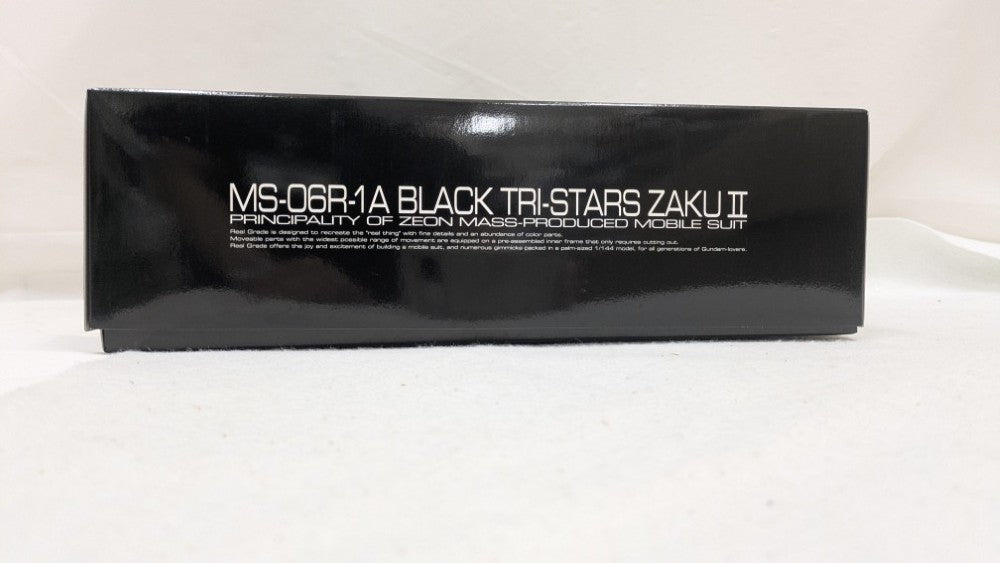 MS-06R-1A BLACK TRI-STARS ZAKU II
PRINCIPALITY OF ZEON MASS-PRODUCED MOBILE SUIT
Real Grade is designed to recreate the "reel thing" with fine details and an abundance of color parts.
Moveable parts with the widest possible range of movement are equipped on a pre-assembled inner frame that only requires cutting out.
Real Grade offers the joy and excitement of building a mobile suit, and numerous gimmicks packed in a palm-sized 1/144 model, for all generations of Gundam-lovers.